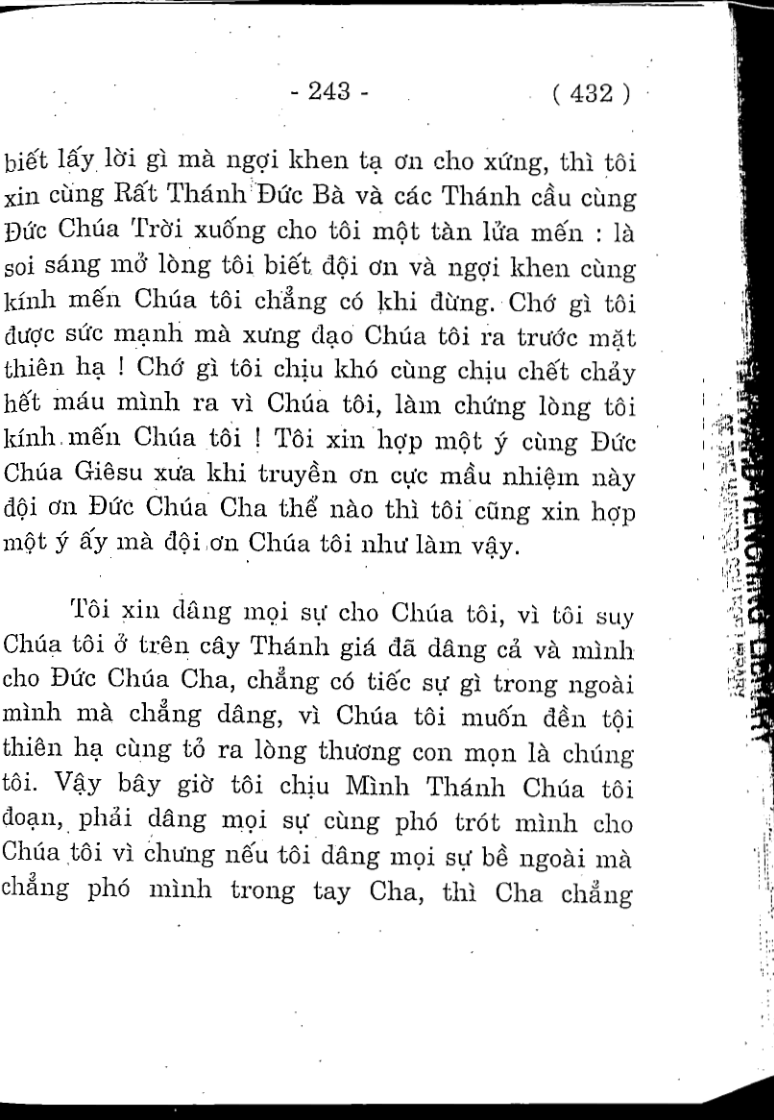 - 243 - ( 432 )
biết lấy lời gì mà ngợi khen tạ ơn cho xứng, thì tôi
xin cùng Rất Thánh Đức Bà và các Thánh cầu cùng
Đức Chúa Trời xuống cho tôi một tàn lửa mến : là
soi sáng mở lòng tôi biết đội ơn và ngợi khen cùng
kính mến Chúa tôi chẳng có khi dừng. Chớ gì tôi
được sức mạnh mà xưng đạo Chúa tôi ra trước mặt
thiên hạ ! Chớ gì tôi chịu khó cùng chịu chết chảy
hết máu mình ra vì Chúa tôi, làm chứng lòng tôi
kính mến Chúa tôi ! Tôi xin hợp một ý cùng Đức
Chúa Giêsu xưa khi truyền ơn cực mầu nhiệm này
đội ơn Đức Chúa Cha thể nào thì tôi cũng xin hợp
một ý ấy mà đội ơn Chúa tôi như làm vậy.
Tôi xin dâng mọi sự cho Chúa tôi, vì tôi suy
Chúa tôi ở trên cây Thánh giá đã dâng cả và mình
cho Đức Chúa Cha, chẳng có tiếc sự gì trong ngoài
mình mà chẳng dâng, vì Chúa tôi muốn đền tội
thiên hạ cùng tỏ ra lòng thương con mọn là chúng
tôi. Vậy bây giờ tôi chịu Mình Thánh Chúa tôi
đoạn, phải dâng mọi sự cùng phó trót mình cho
Chúa tôi vì chưng nếu tôi dâng mọi sự bề ngoài mà
chẳng phó mình trong tay Cha, thì Cha chẳng